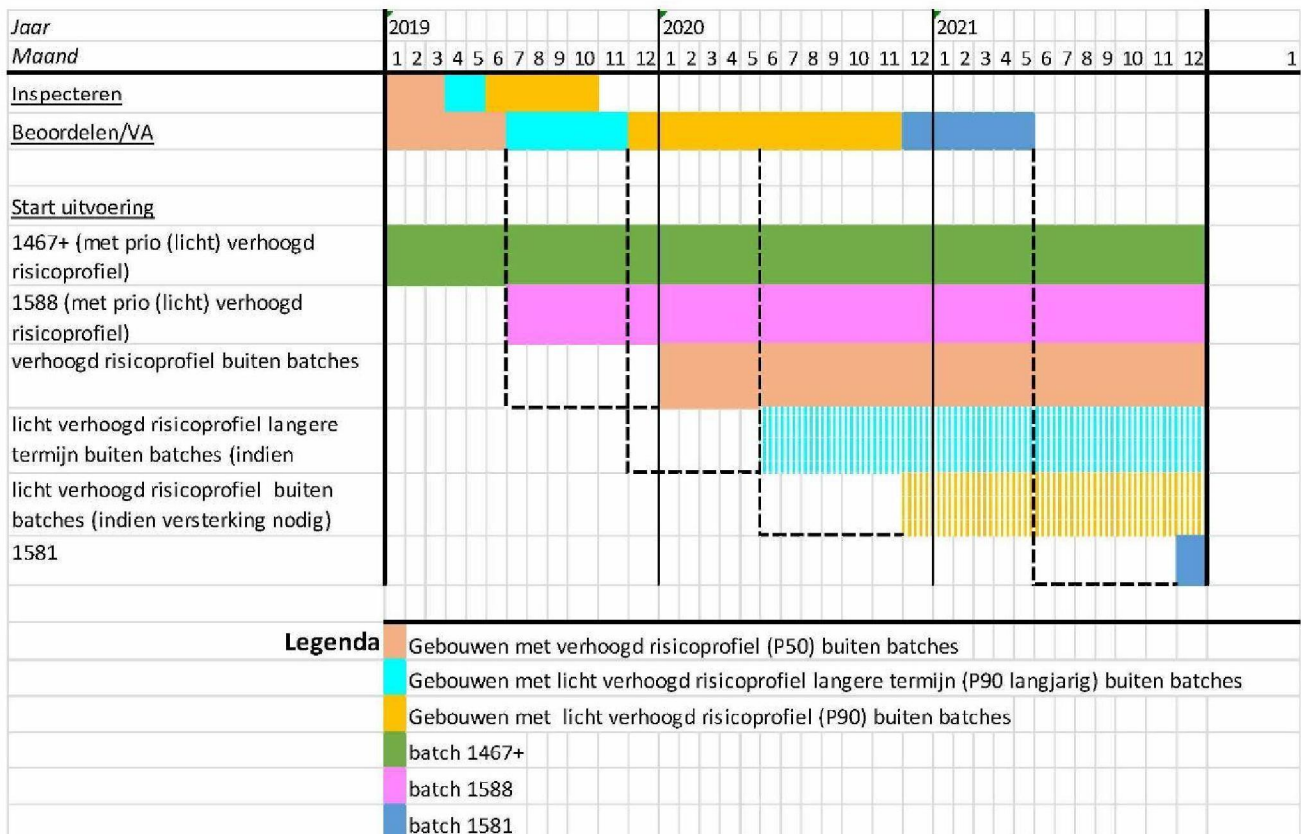 Jaar 2019 2020 2021
Maand 1 2 3 4 5 6 7 8 9 10 11 12 1 2 3 4 5 6 7 8 9 10 11 12 1 2 3 4 5 6 7 8 9 10 11 12 1
Inspecteren
Beoordelen/VA
Start uitvoering
1467+ (met prio (licht) verhoogd
risicoprofiel)
1588 (met prio (licht) verhoogd
risicoprofiel)
verhoogd risicoprofiel buiten batches
licht verhoogd risicoprofiel langere
termijn buiten batches (indien
licht verhoogd risicoprofiel buiten
batches (indien versterking nodig)
1581
Legenda Gebouwen met verhoogd risicoprofiel (P50) buiten batches
Gebouwen met licht verhoogd risicoprofiel langere termijn (P90 langjarig) buiten batches
Gebouwen met licht verhoogd risicoprofiel (P90) buiten batches
batch 1467+
batch 1588
batch 1581